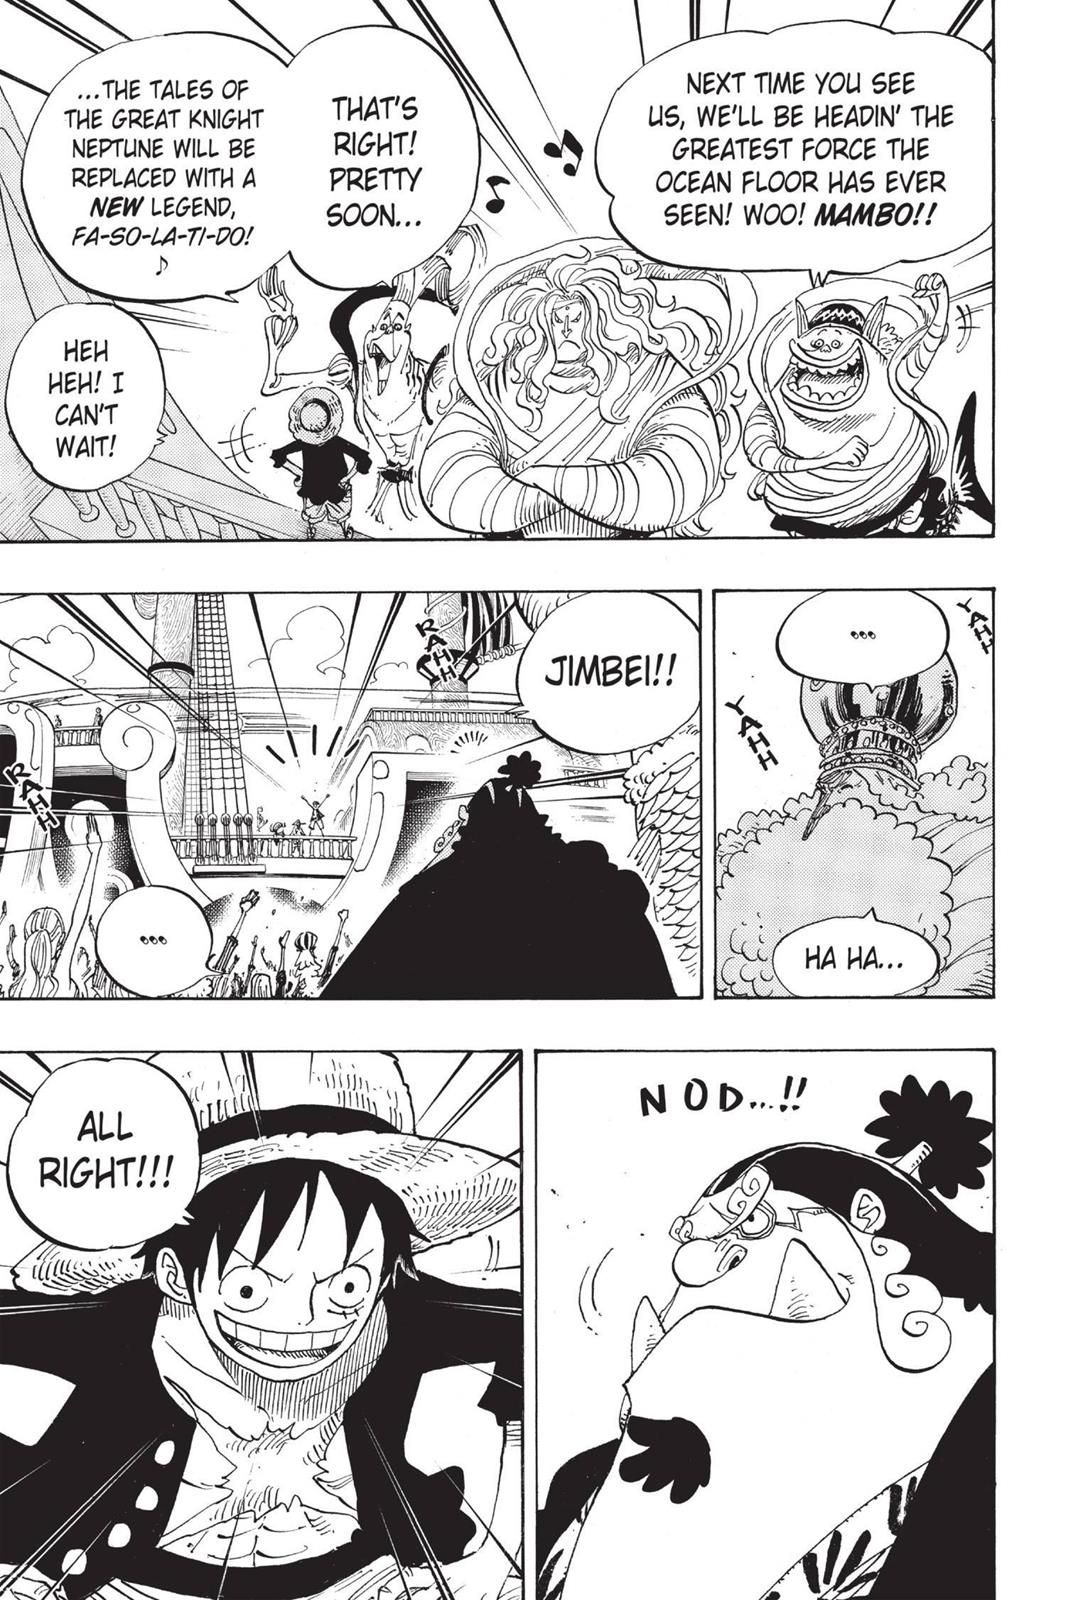 NEXT TIME YOU SEE
US, WE'LL BE HEADIN' THE
GREATEST FORCE THE
OCEAN FLOOR HAS EVER
SEEN! WOO! MAMBO!!
THAT'S
RIGHT!
PRETTY
SOON...
...THE TALES OF
THE GREAT KNIGHT
NEPTUNE WILL BE
REPLACED WITH A
NEW LEGEND,
FA-SO-LA-TI-DO!
♪
HEH
HEH! I
CAN'T
WAIT!
YAHH
...
YAHH
HA HA...
JIMBEI!!
RAHH
RAHH
...
NOD...!!
ALL
RIGHT!!!